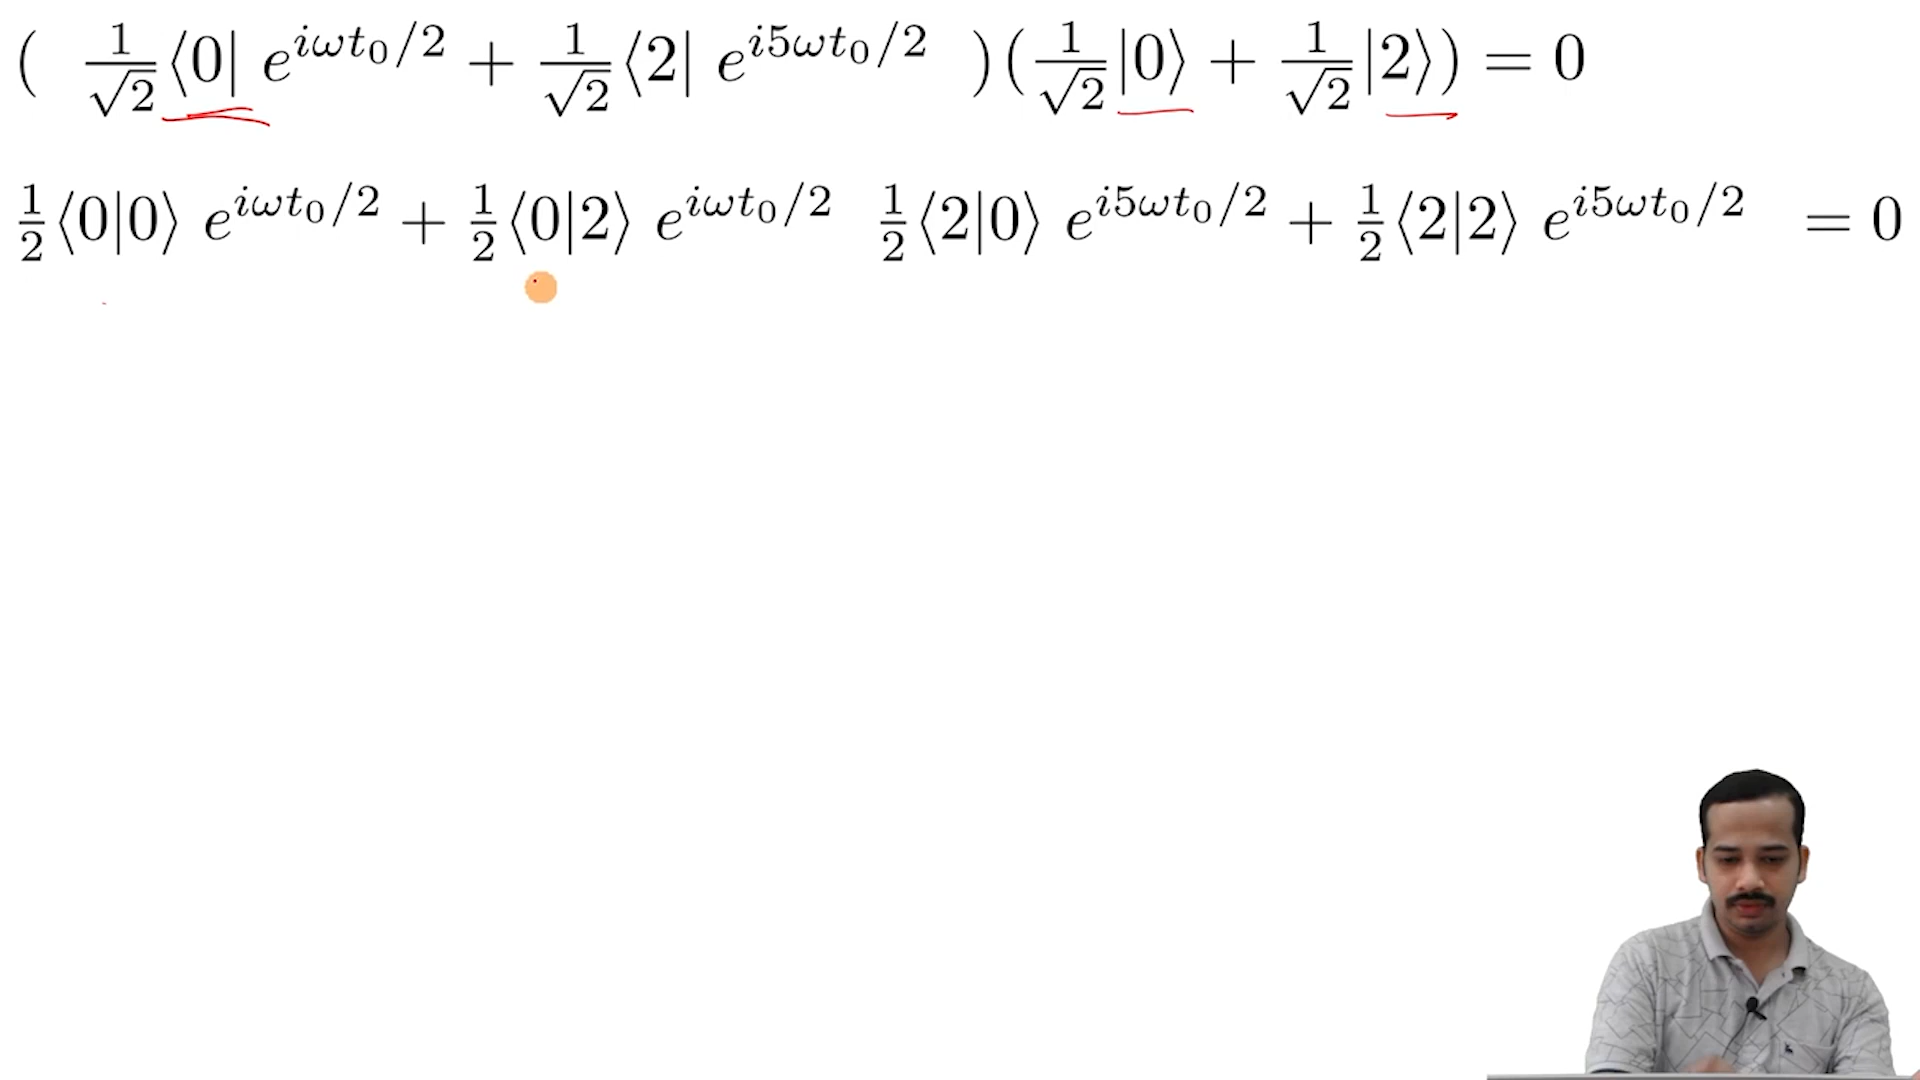 ( 1/√2 ⟨0| e^{iωt₀/2} + 1/√2 ⟨2| e^{i5ωt₀/2} )( 1/√2 |0⟩ + 1/√2 |2⟩) = 0
1/2 ⟨0|0⟩ e^{iωt₀/2} + 1/2 ⟨0|2⟩ e^{iωt₀/2} 1/2 ⟨2|0⟩ e^{i5ωt₀/2} + 1/2 ⟨2|2⟩ e^{i5ωt₀/2} = 0